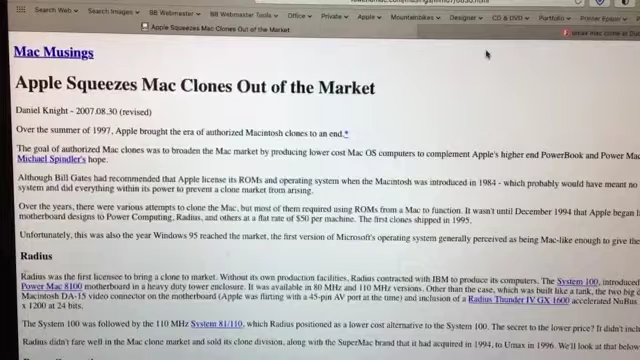 Search Web Search Images BB Webmaster BB Webmaster Tools Office Private Apple Mountainbikes Designer CD & DVD Portfolio Printer Epson
Apple Squeezes Mac Clones Out of the Market
Mac Musings
Apple Squeezes Mac Clones Out of the Market
Daniel Knight - 2007.08.30 (revised)
Over the summer of 1997, Apple brought the era of authorized Macintosh clones to an end.*
The goal of authorized Mac clones was to broaden the Mac market by producing lower cost Mac OS computers to complement Apple's higher end PowerBook and Power Mac
Michael Spindler's hope.
Although Bill Gates had recommended that Apple license its ROMs and operating system when the Macintosh was introduced in 1984 - which probably would have meant no
system and did everything within its power to prevent a clone market from arising.
Over the years, there were various attempts to clone the Mac, but most of them required using ROMs from a Mac to function. It wasn't until December 1994 that Apple began
motherboard designs to Power Computing, Radius, and others at a flat rate of $50 per machine. The first clones shipped in 1995.
Unfortunately, this was also the year Windows 95 reached the market, the first version of Microsoft's operating system generally perceived as being Mac-like enough to give the
Radius
Radius was the first licensee to bring a clone to market. Without its own production facilities, Radius contracted with IBM to produce its computers. The System 100, introduced
Power Mac 8100 motherboard in a heavy duty tower enclosure. It was available in 80 MHz and 110 MHz versions. Other than the case, which was built like a tank, the two big
Macintosh DA-15 video connector on the motherboard (Apple was flirting with a 45-pin AV port at the time) and inclusion of a Radius Thunder IV GX 1600 accelerated NuBus
x 1200 at 24 bits.
The System 100 was followed by the 110 MHz System 81/110, which Radius positioned as a lower cost alternative to the System 100. The secret to the lower price? It didn't
Radius didn't fare well in the Mac clone market and sold its clone division, along with the SuperMac brand that it had acquired in 1994, to Umax in 1996. We'll look at that below